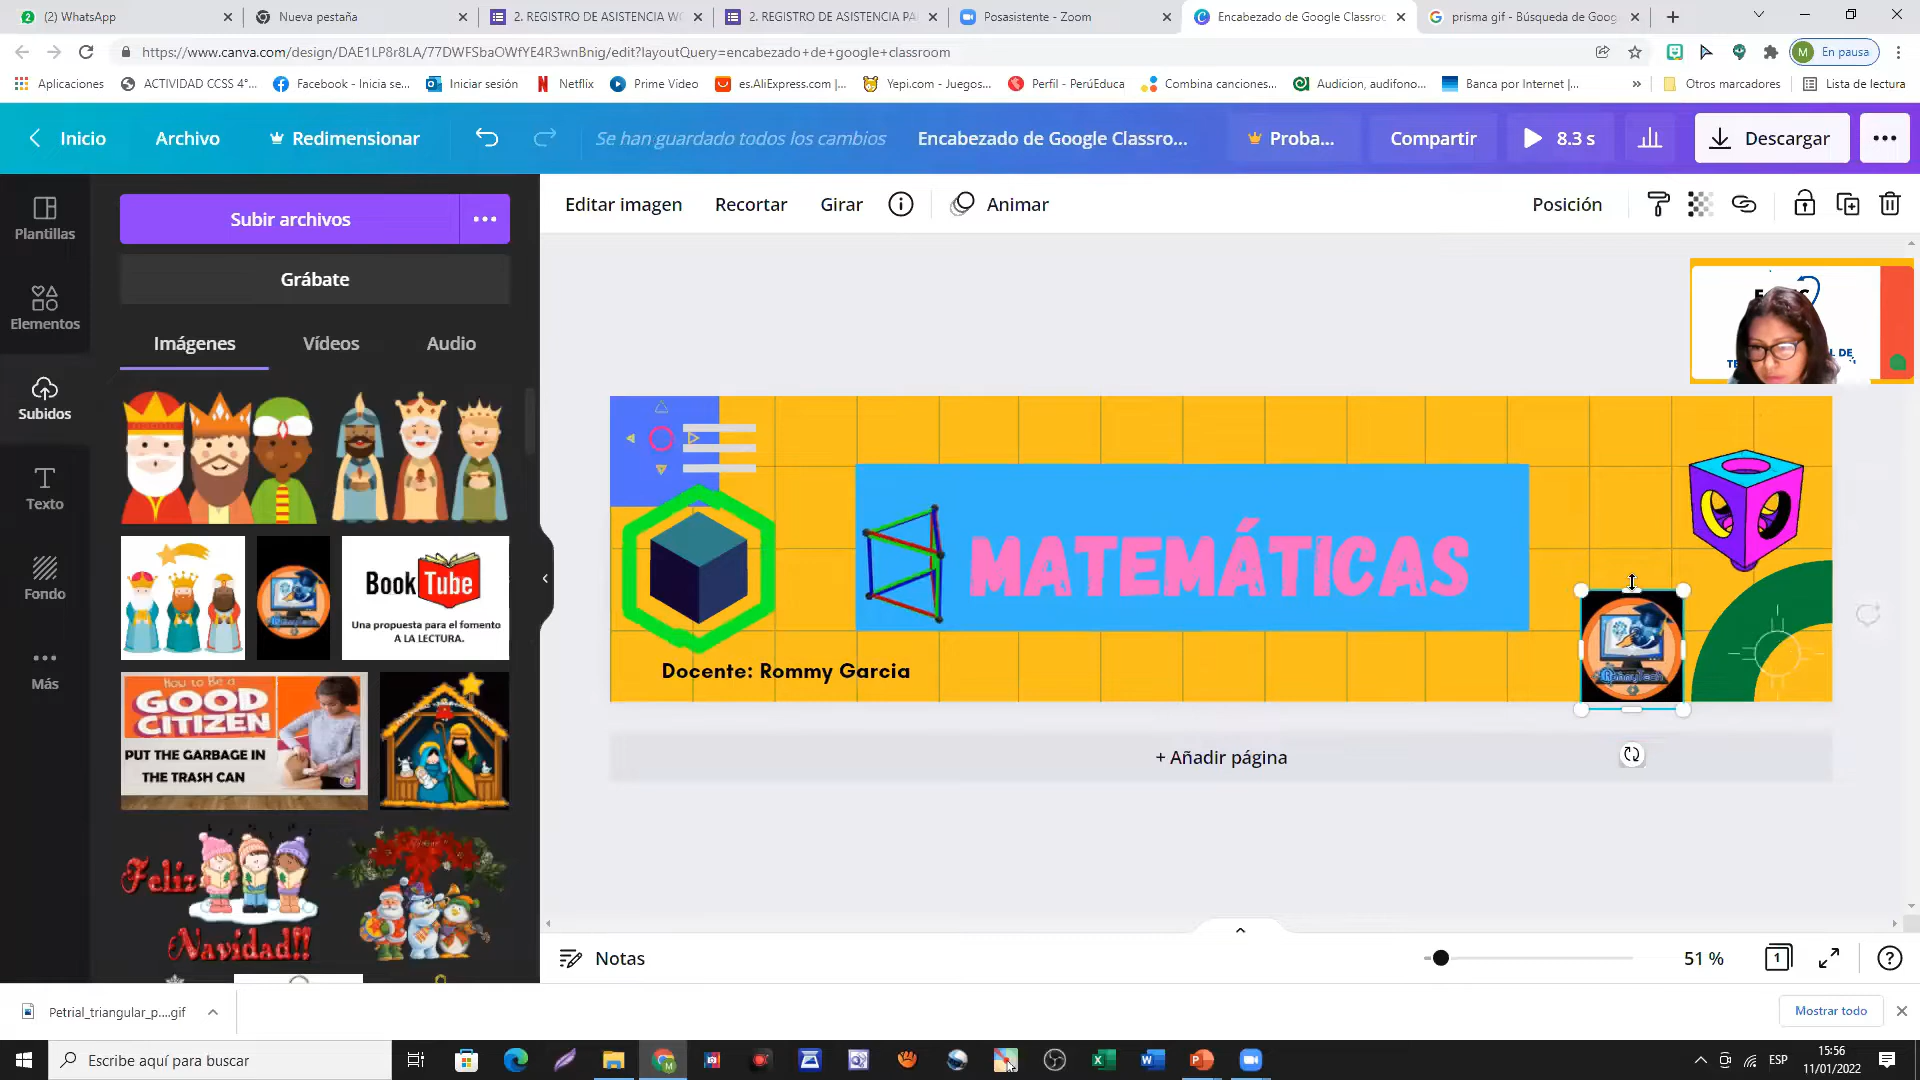 (2) WhatsApp
Nueva pestaña
2. REGISTRO DE ASISTENCIA WO
2. REGISTRO DE ASISTENCIA PA
Posasistente - Zoom
Encabezado de Google Classroo
prisma gif - Búsqueda de Goog
https://www.canva.com/design/DAE1LP8r8LA/77DWFSbaOWfYE4R3wnBnig/edit?layoutQuery=encabezado+de+google+classroom
M En pausa
Aplicaciones
ACTIVIDAD CCSS 4°...
Facebook - Inicia se...
Iniciar sesión
Netflix
Prime Video
es.AliExpress.com |...
Yepi.com - Juegos...
Perfil - PerúEduca
Combina canciones...
Audicion, audifono...
Banca por Internet |...
Otros marcadores
Lista de lectura
Inicio
Archivo
Redimensionar
Se han guardado todos los cambios
Encabezado de Google Classro...
Proba...
Compartir
8.3 s
Descargar
Plantillas
Elementos
Subidos
Texto
Fondo
Más
Subir archivos
Grábate
Imágenes
Vídeos
Audio
Book Tube
Una propuesta para el fomento
A LA LECTURA.
How to Be a
GOOD
CITIZEN
PUT THE GARBAGE IN
THE TRASH CAN
Feliz
Navidad!!
Editar imagen
Recortar
Girar
Animar
Posición
MATEMÁTICAS
Docente: Rommy Garcia
RommyTech
+ Añadir página
Notas
51 %
1
Petrial_triangular_p....gif
Mostrar todo
Escribe aquí para buscar
ESP
15:56
11/01/2022